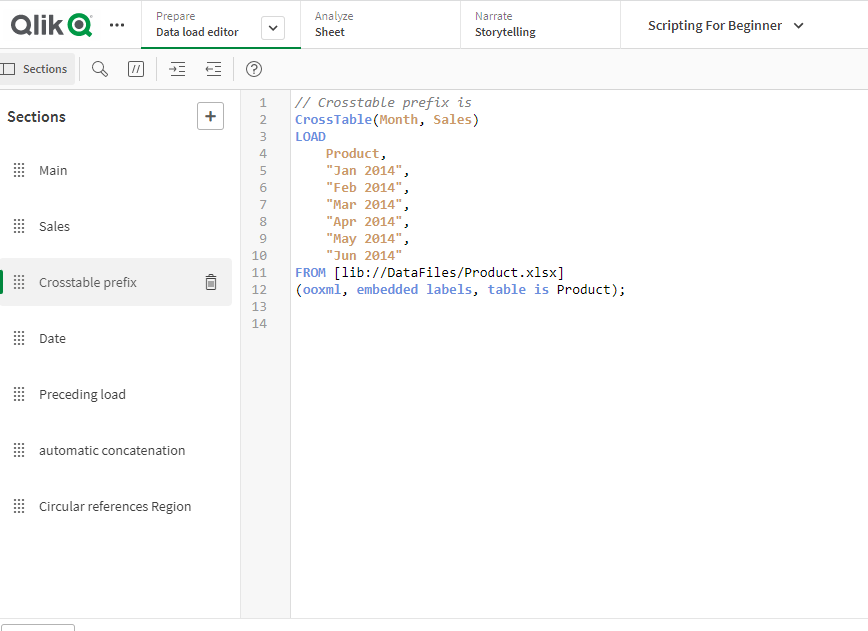 Qlik
Prepare
Data load editor
Analyze
Sheet
Narrate
Storytelling
Scripting For Beginner
Sections
//
?
Sections
+
Main
Sales
Crosstable prefix
Date
Preceding load
automatic concatenation
Circular references Region
1 // Crosstable prefix is
2 CrossTable(Month, Sales)
3 LOAD
4 Product,
5 "Jan 2014",
6 "Feb 2014",
7 "Mar 2014",
8 "Apr 2014",
9 "May 2014",
10 "Jun 2014"
11 FROM [lib://DataFiles/Product.xlsx]
12 (ooxml, embedded labels, table is Product);
13
14